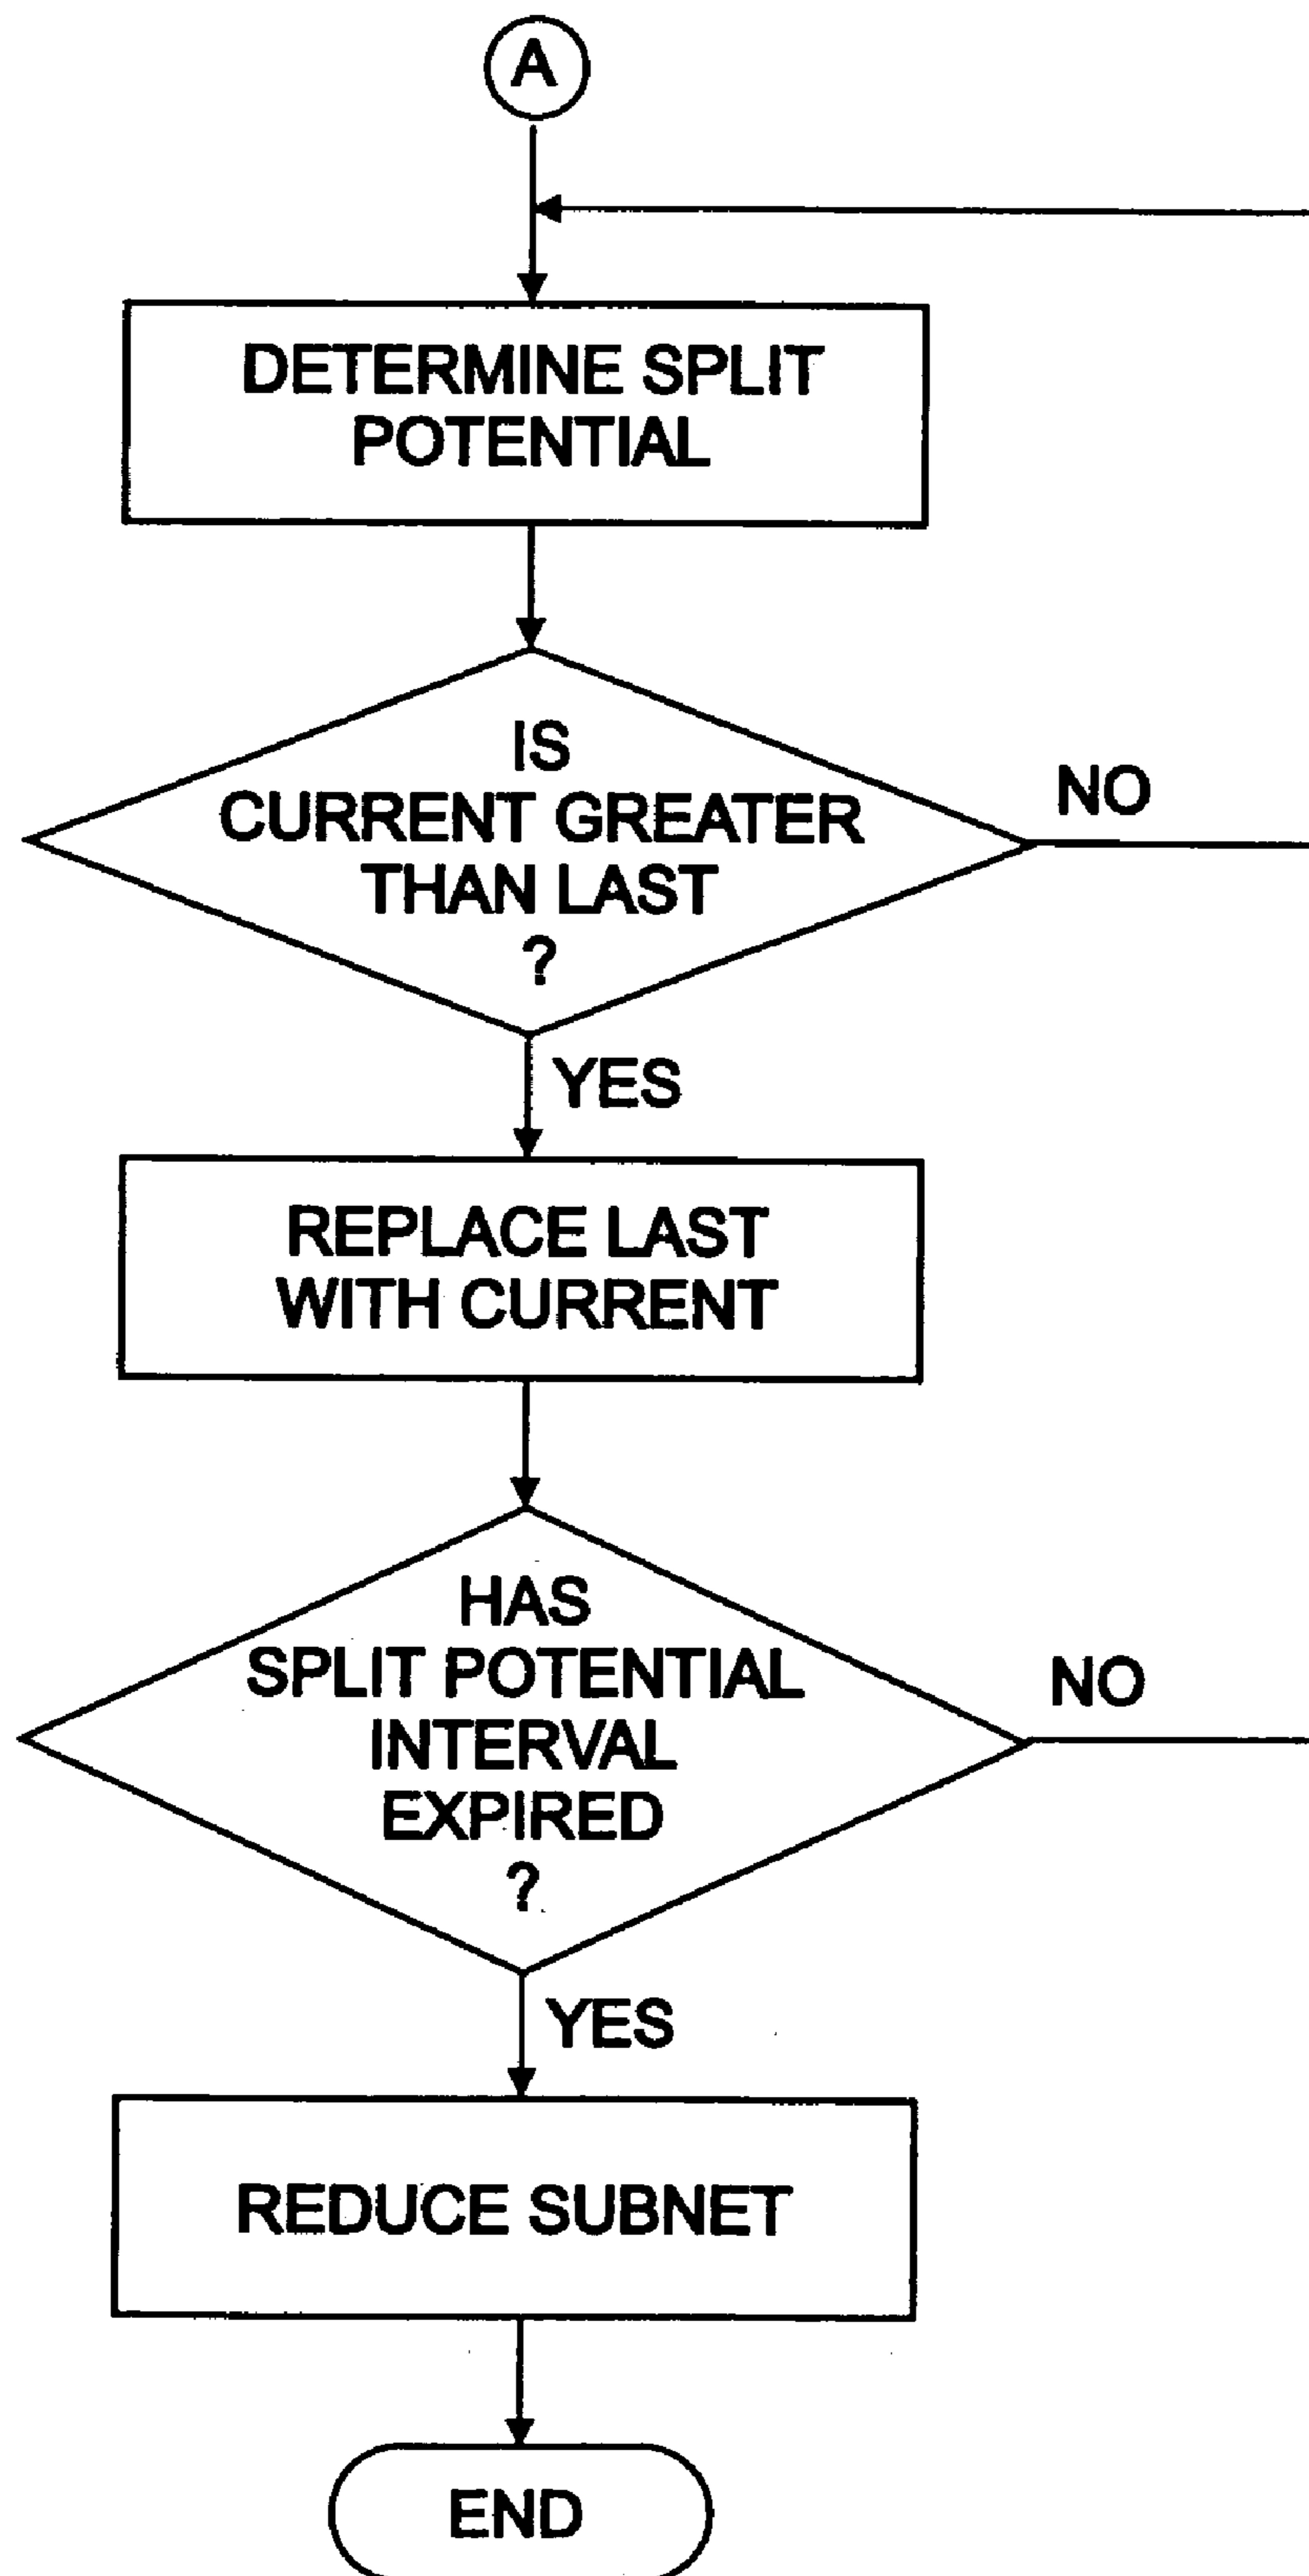 A
DETERMINE SPLIT
POTENTIAL
IS
CURRENT GREATER
THAN LAST
?
NO
YES
REPLACE LAST
WITH CURRENT
HAS
SPLIT POTENTIAL
INTERVAL
EXPIRED
?
NO
YES
REDUCE SUBNET
END